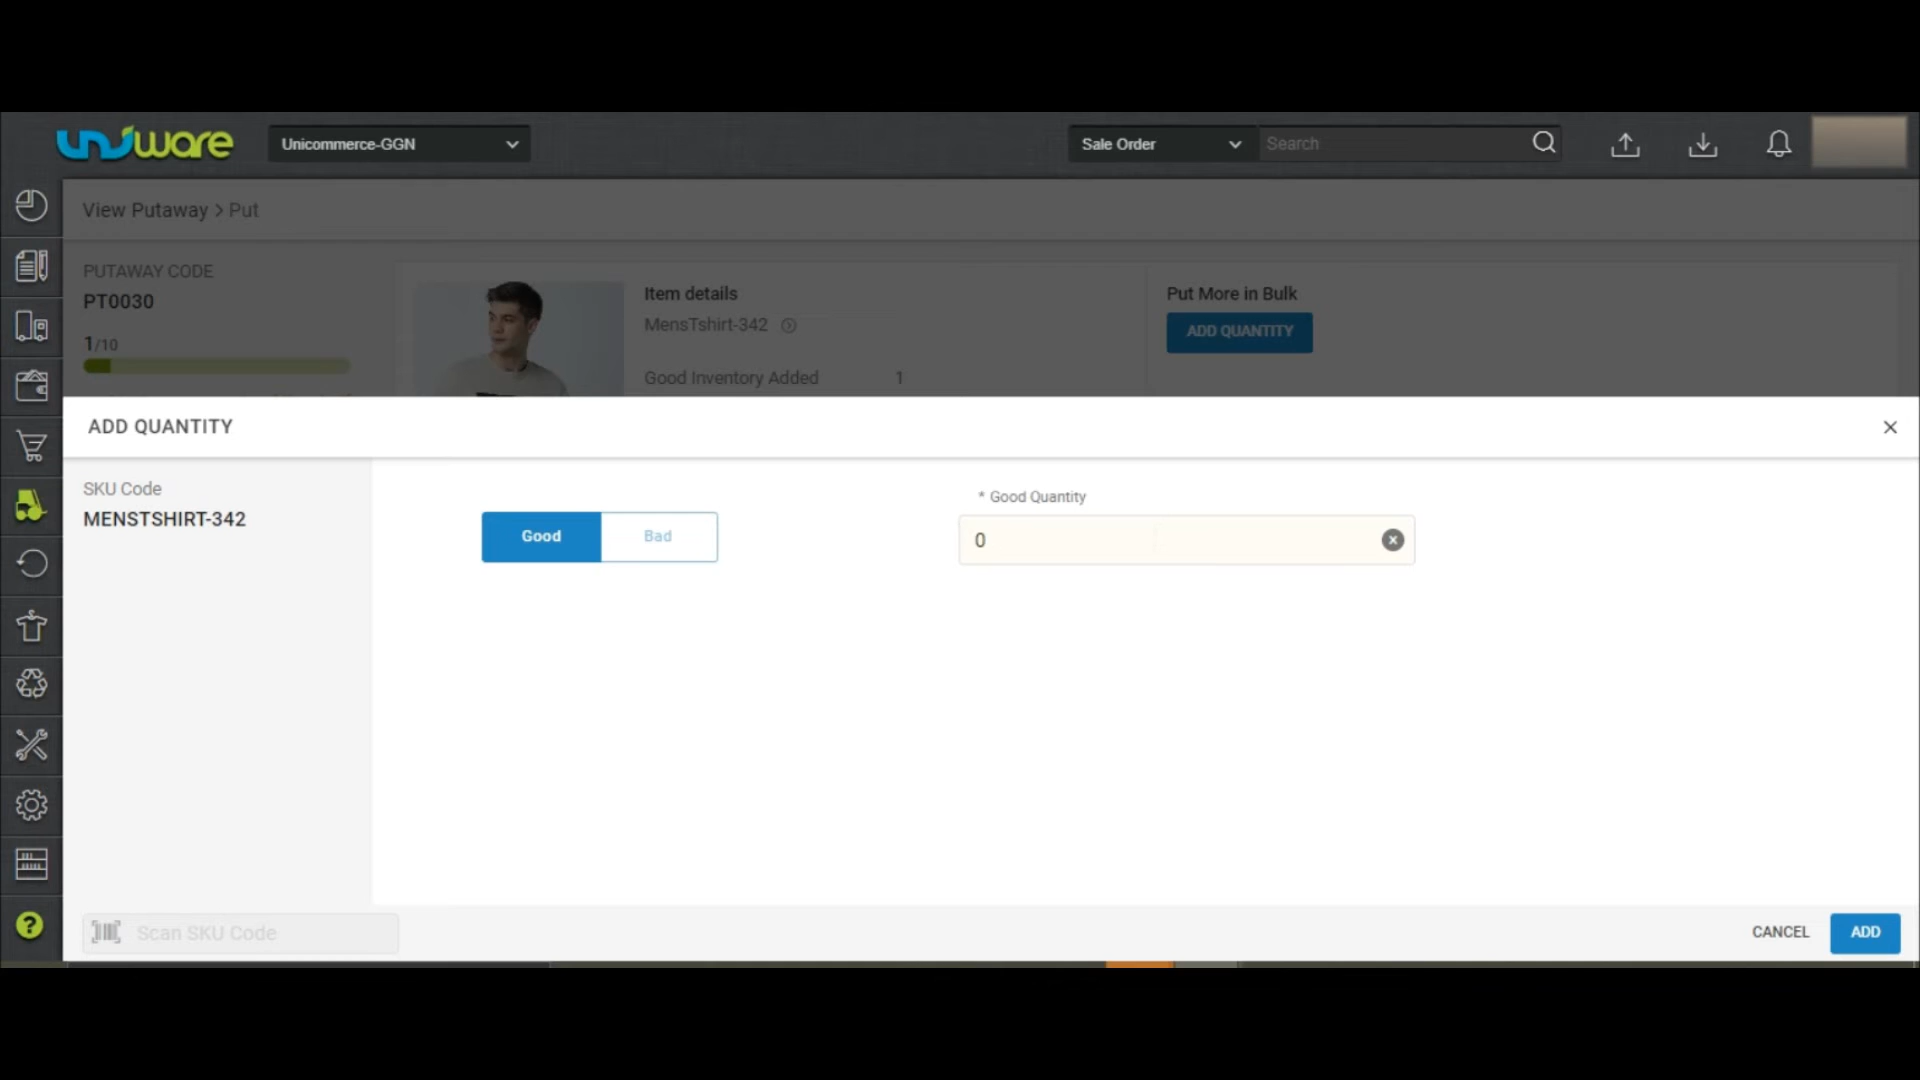 uniware
Unicommerce-GGN
Sale Order
Search
View Putaway > Put
PUTAWAY CODE
PT0030
1/10
Item details
MensTshirt-342
Good Inventory Added 1
Put More in Bulk
ADD QUANTITY
ADD QUANTITY
SKU Code
MENSTSHIRT-342
Good
Bad
* Good Quantity
0
?
Scan SKU Code
CANCEL
ADD